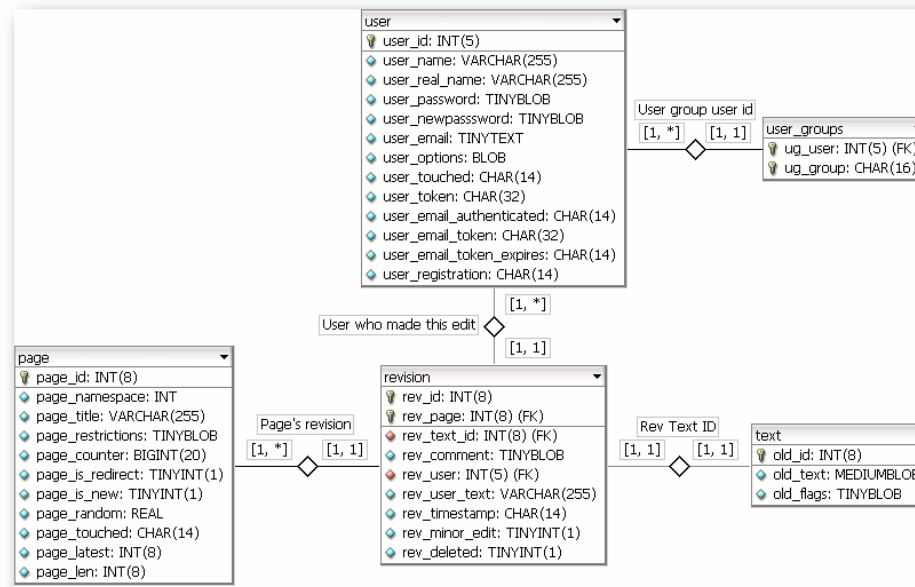 user
user_id: INT(5)
user_name: VARCHAR(255)
user_real_name: VARCHAR(255)
user_password: TINYBLOB
user_newpasssword: TINYBLOB
user_email: TINYTEXT
user_options: BLOB
user_touched: CHAR(14)
user_token: CHAR(32)
user_email_authenticated: CHAR(14)
user_email_token: CHAR(32)
user_email_token_expires: CHAR(14)
user_registration: CHAR(14)
User group user id
[1, *] [1, 1]
user_groups
ug_user: INT(5) (FK)
ug_group: CHAR(16)
[1, *]
User who made this edit
[1, 1]
page
page_id: INT(8)
page_namespace: INT
page_title: VARCHAR(255)
page_restrictions: TINYBLOB
page_counter: BIGINT(20)
page_is_redirect: TINYINT(1)
page_is_new: TINYINT(1)
page_random: REAL
page_touched: CHAR(14)
page_latest: INT(8)
page_len: INT(8)
Page's revision
[1, *] [1, 1]
revision
rev_id: INT(8)
rev_page: INT(8) (FK)
rev_text_id: INT(8) (FK)
rev_comment: TINYBLOB
rev_user: INT(5) (FK)
rev_user_text: VARCHAR(255)
rev_timestamp: CHAR(14)
rev_minor_edit: TINYINT(1)
rev_deleted: TINYINT(1)
Rev Text ID
[1, 1] [1, 1]
text
old_id: INT(8)
old_text: MEDIUMBLOB
old_flags: TINYBLOB